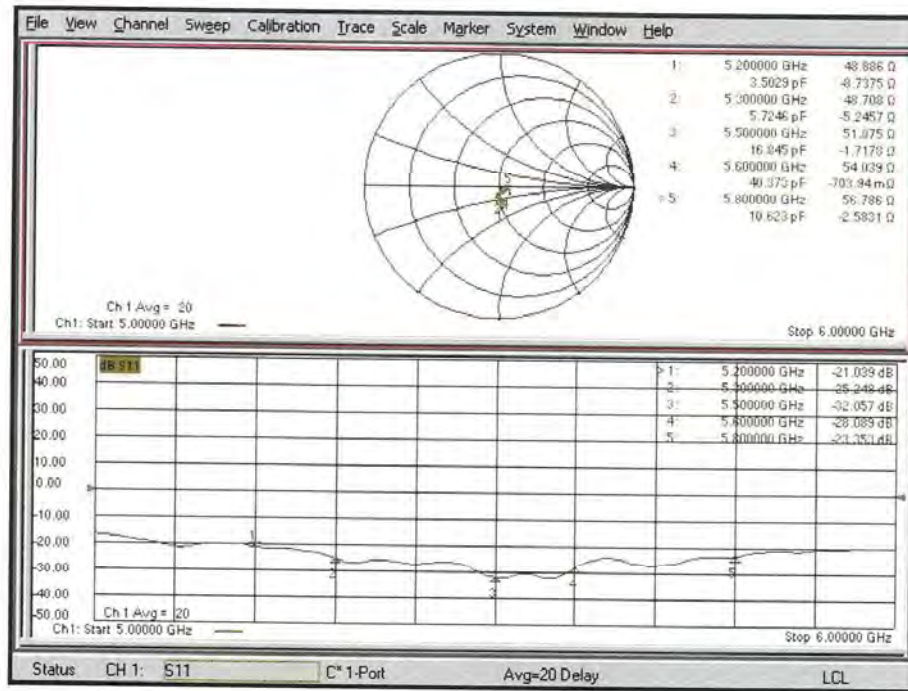 File View Channel Sweep Calibration Trace Scale Marker System Window Help
1: 5.200000 GHz 48.886 Ω
3.5029 pF -8.7375 Ω
2: 5.300000 GHz 48.708 Ω
5.7246 pF -5.2457 Ω
3: 5.500000 GHz 51.075 Ω
16.845 pF -1.7178 Ω
4: 5.600000 GHz 54.039 Ω
40.373 pF -703.94 mΩ
> 5: 5.800000 GHz 56.786 Ω
10.623 pF -2.5831 Ω
Ch 1 Avg = 20
Ch1: Start 5.00000 GHz
Stop 6.00000 GHz
50.00
dB S11
40.00
30.00
20.00
10.00
0.00
-10.00
-20.00
-30.00
-40.00
-50.00
> 1: 5.200000 GHz -21.039 dB
2: 5.300000 GHz -25.248 dB
3: 5.500000 GHz -32.057 dB
4: 5.600000 GHz -28.089 dB
5: 5.800000 GHz -23.353 dB
1
2
3
4
5
Ch 1 Avg = 20
Ch1: Start 5.00000 GHz
Stop 6.00000 GHz
Status CH 1: S11 C* 1-Port Avg=20 Delay LCL